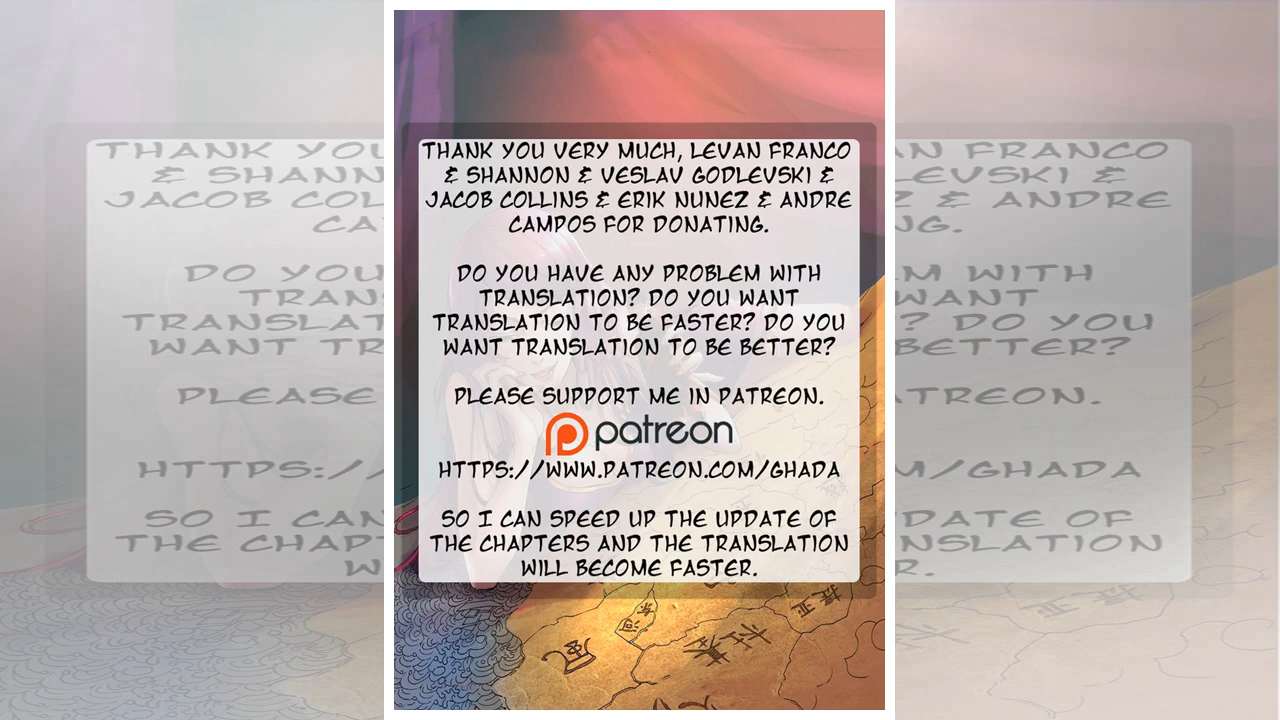 THANK YOU VERY MUCH, LEVAN FRANCO
& SHANNON & VESLAV GODLEVSKI &
JACOB COLLINS & ERIK NUNEZ & ANDRE
CAMPOS FOR DONATING.
DO YOU HAVE ANY PROBLEM WITH
TRANSLATION? DO YOU WANT
TRANSLATION TO BE FASTER? DO YOU
WANT TRANSLATION TO BE BETTER?
PLEASE SUPPORT ME IN PATREON.
patreon
HTTPS://WWW.PATREON.COM/GHADA
SO I CAN SPEED UP THE UPDATE OF
THE CHAPTERS AND THE TRANSLATION
WILL BECOME FASTER.